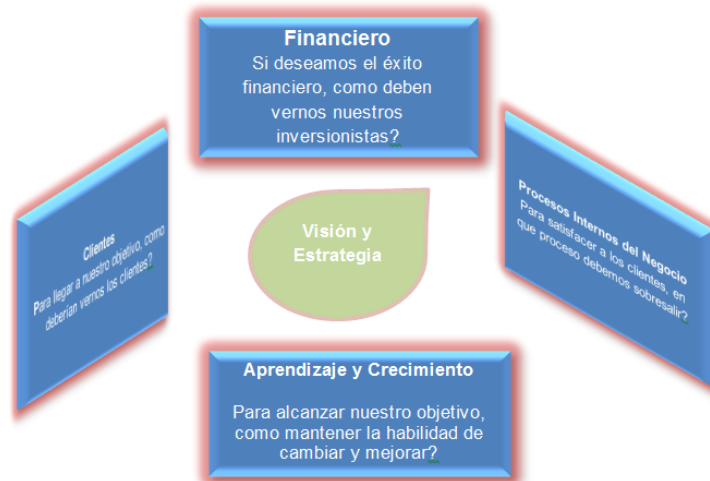 Financiero
Si deseamos el éxito
financiero, como deben
vernos nuestros
inversionistas?
Clientes
Para llegar a nuestro objetivo, como
deberían vernos los clientes?
Visión y
Estrategia
Procesos Internos del Negocio
Para satisfacer a los clientes, en
que proceso debemos sobresalir?
Aprendizaje y Crecimiento
Para alcanzar nuestro objetivo,
como mantener la habilidad de
cambiar y mejorar?